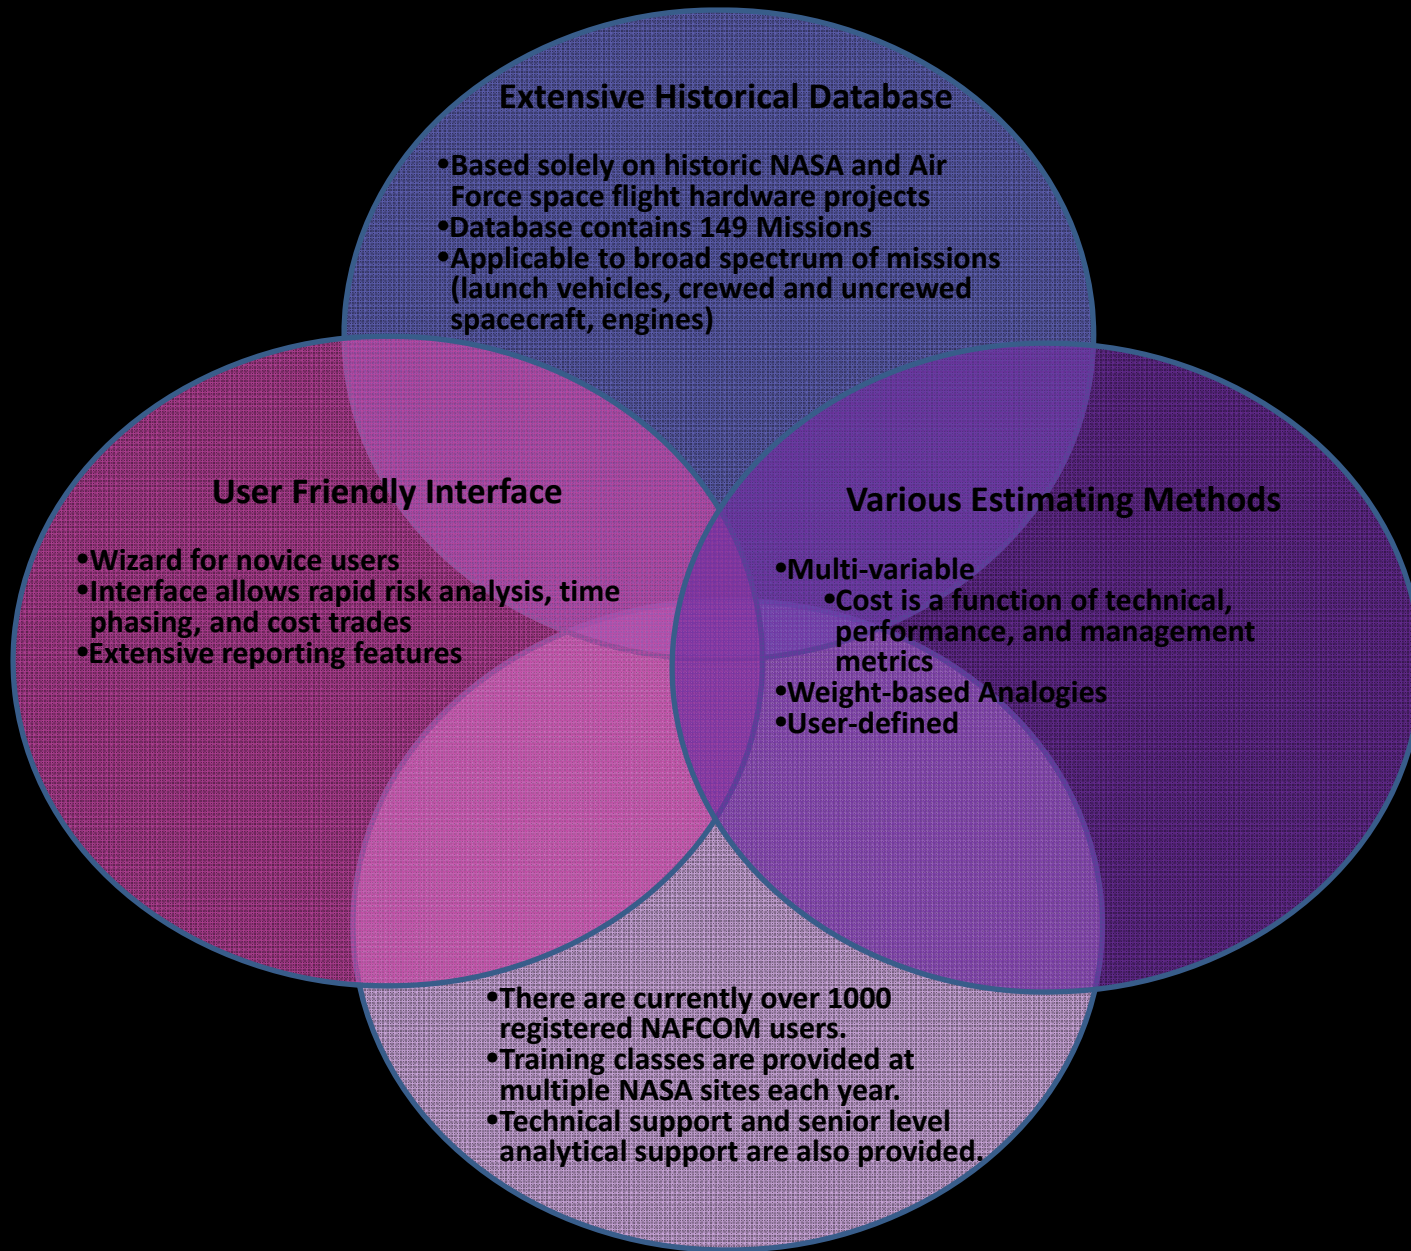 Extensive Historical Database
•Based solely on historic NASA and Air
Force space flight hardware projects
•Database contains 149 Missions
•Applicable to broad spectrum of missions
(launch vehicles, crewed and uncrewed
spacecraft, engines)
User Friendly Interface
•Wizard for novice users
•Interface allows rapid risk analysis, time
phasing, and cost trades
•Extensive reporting features
Various Estimating Methods
•Multi-variable
•Cost is a function of technical,
performance, and management
metrics
•Weight-based Analogies
•User-defined
•There are currently over 1000
registered NAFCOM users.
•Training classes are provided at
multiple NASA sites each year.
•Technical support and senior level
analytical support are also provided.